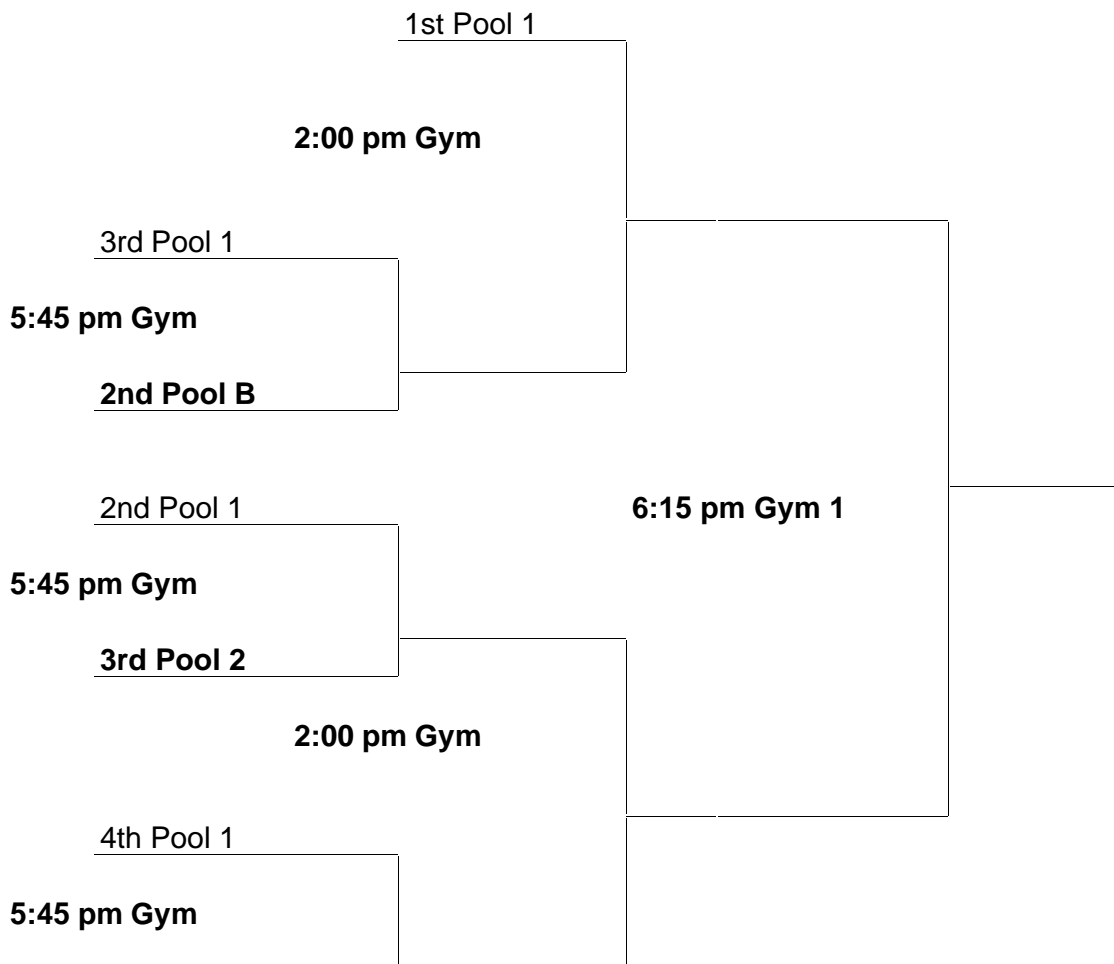 1st Pool 1
2:00 pm Gym
3rd Pool 1
5:45 pm Gym
2nd Pool B
2nd Pool 1
6:15 pm Gym 1
5:45 pm Gym
3rd Pool 2
2:00 pm Gym
4th Pool 1
5:45 pm Gym